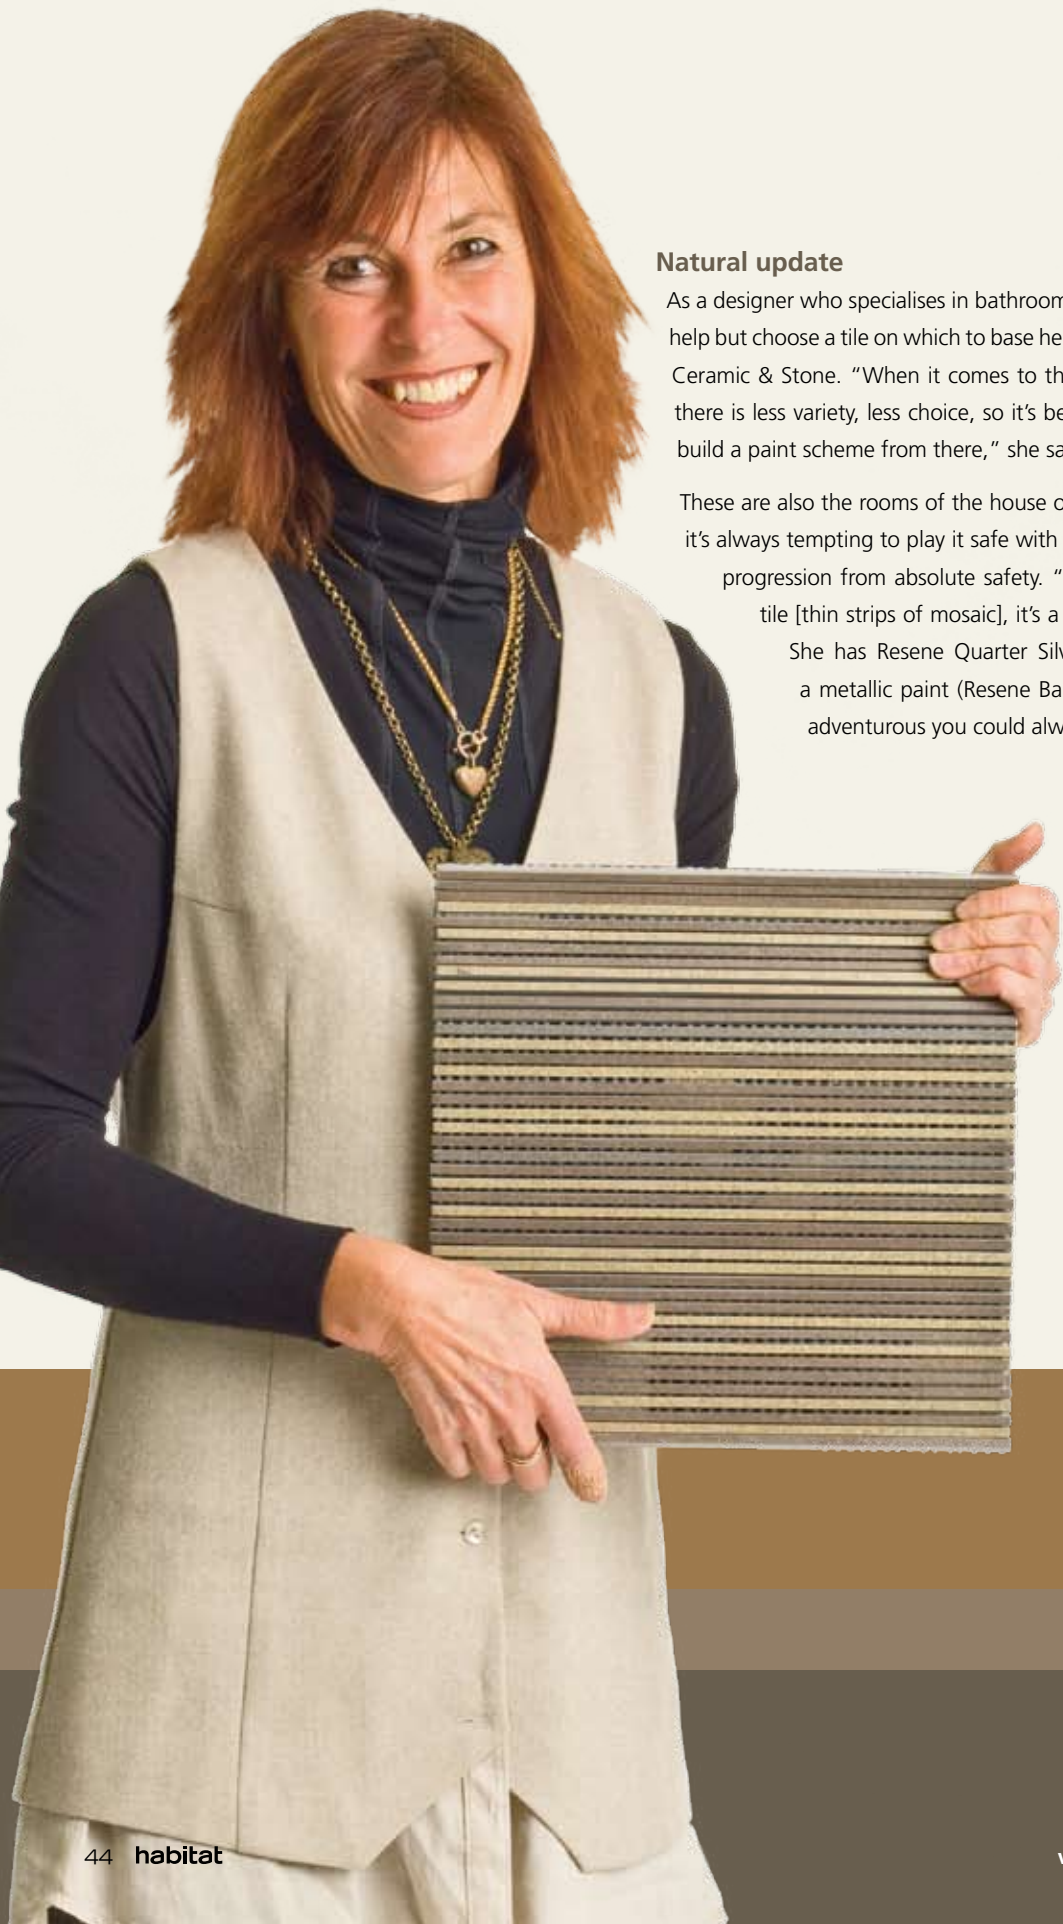 Natural update
As a designer who specialises in bathroom
help but choose a tile on which to base he
Ceramic & Stone. “When it comes to th
there is less variety, less choice, so it’s be
build a paint scheme from there,” she sa
These are also the rooms of the house o
it’s always tempting to play it safe with
progression from absolute safety. “
tile [thin strips of mosaic], it’s a
She has Resene Quarter Silv
a metallic paint (Resene Ba
adventurous you could alw
44 habitat